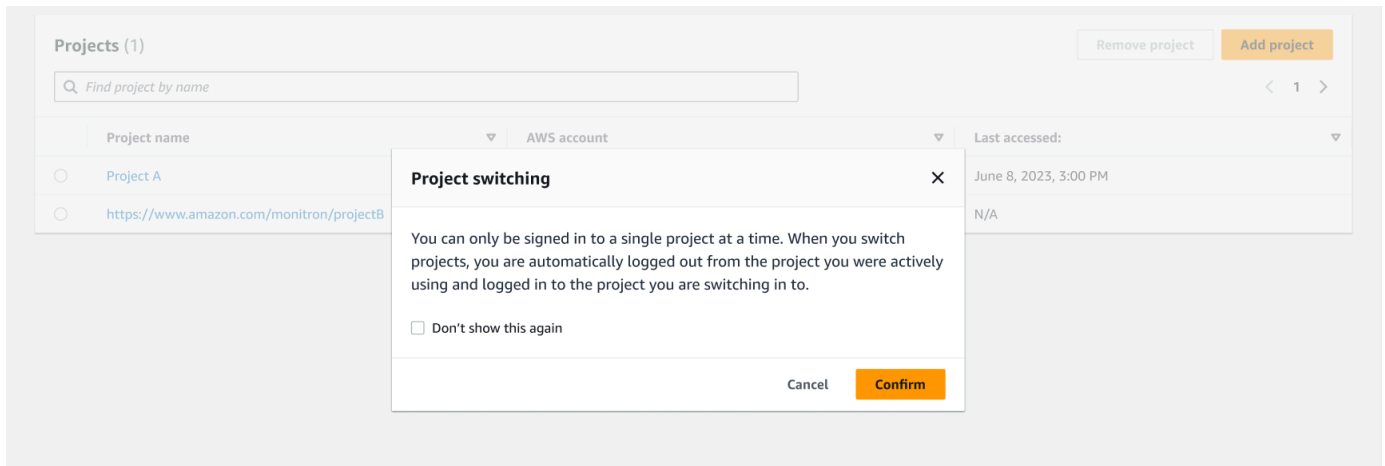 Projects (1)
Remove project
Add project
Find project by name
1
Project name
AWS account
Last accessed:
Project A
June 8, 2023, 3:00 PM
https://www.amazon.com/monitron/projectB
N/A
Project switching
You can only be signed in to a single project at a time. When you switch
projects, you are automatically logged out from the project you were actively
using and logged in to the project you are switching in to.
Don't show this again
Cancel
Confirm